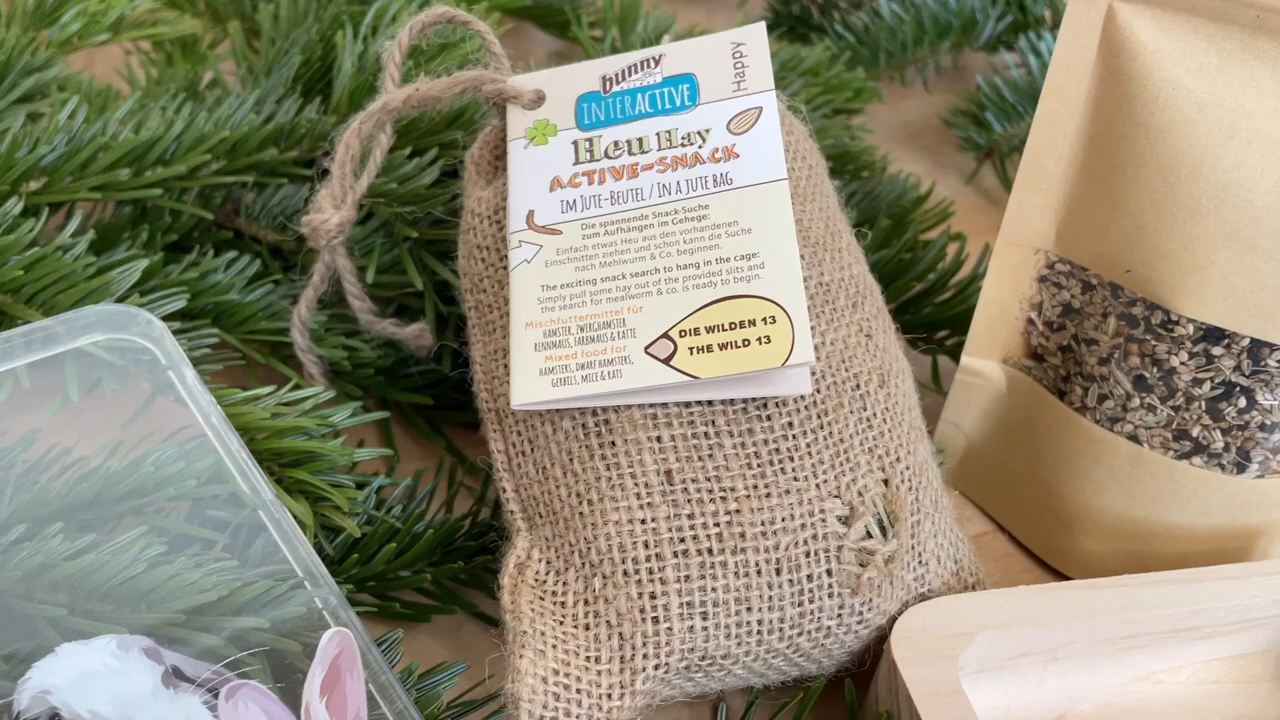 bunny
INTERACTIVE
Happy
Heu Hay
ACTIVE-SNACK
IM JUTE-BEUTEL / IN A JUTE BAG
Die spannende Snack-Suche
zum Aufhängen im Gehege:
Einfach etwas Heu aus den vorhandenen
Einschnitten ziehen und schon kann die Suche
nach Mehlwurm & Co. beginnen.
The exciting snack search to hang in the cage:
Simply pull some hay out of the provided slits and
the search for mealworm & co. is ready to begin.
Mischfuttermittel für
HAMSTER, ZWERGHAMSTER
RENNMAUS, FARBMAUS & RATTE
Mixed food for
HAMSTERS, DWARF HAMSTERS,
GERBILS, MICE & RATS
DIE WILDEN 13
THE WILD 13